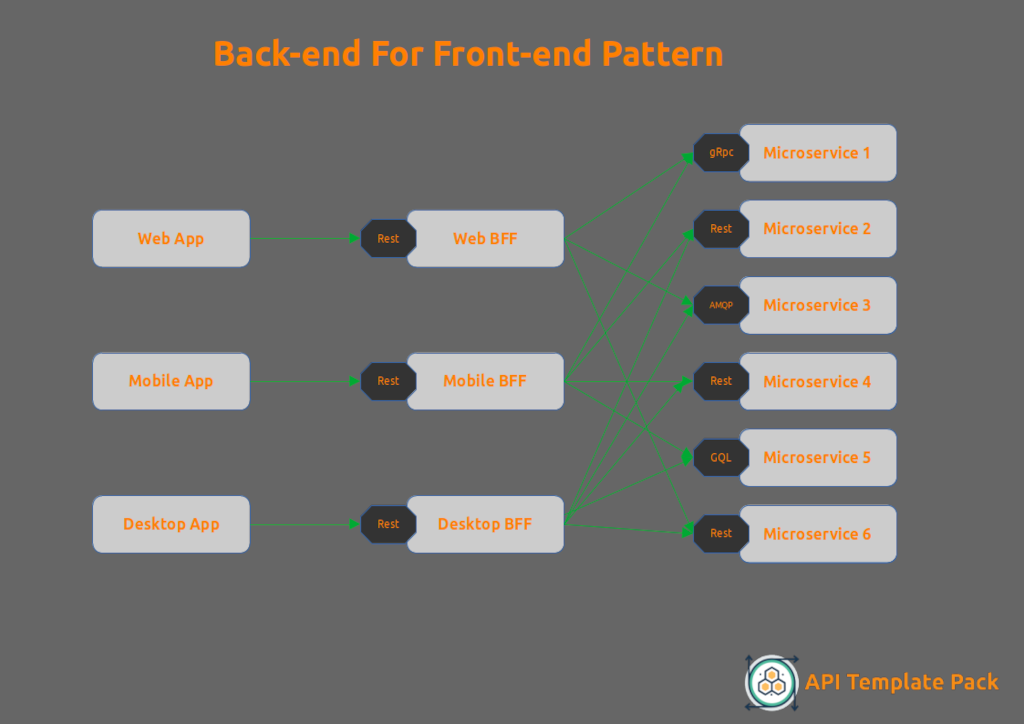 Back-end For Front-end Pattern
gRpc Microservice 1
Rest Microservice 2
Web App Rest Web BFF
AMQP Microservice 3
Mobile App Rest Mobile BFF
Rest Microservice 4
GQL Microservice 5
Desktop App Rest Desktop BFF
Rest Microservice 6
API Template Pack